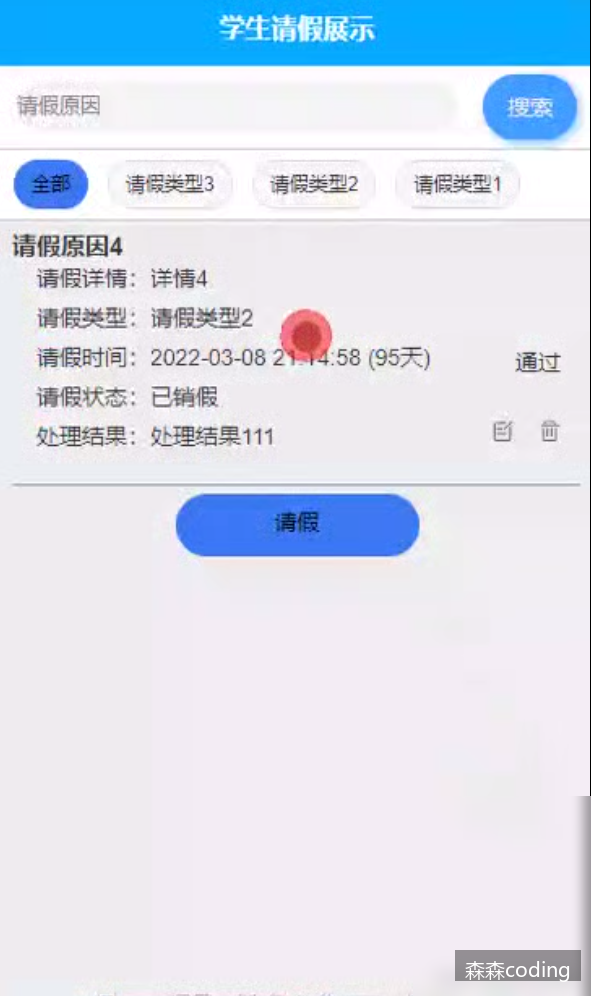 学生请假展示
请假原因
搜索
全部
请假类型3
请假类型2
请假类型1
请假原因4
请假详情：详情4
请假类型：请假类型2
请假时间：2022-03-08 21:14:58 (95天)
通过
请假状态：已销假
处理结果：处理结果111
请假
森森coding